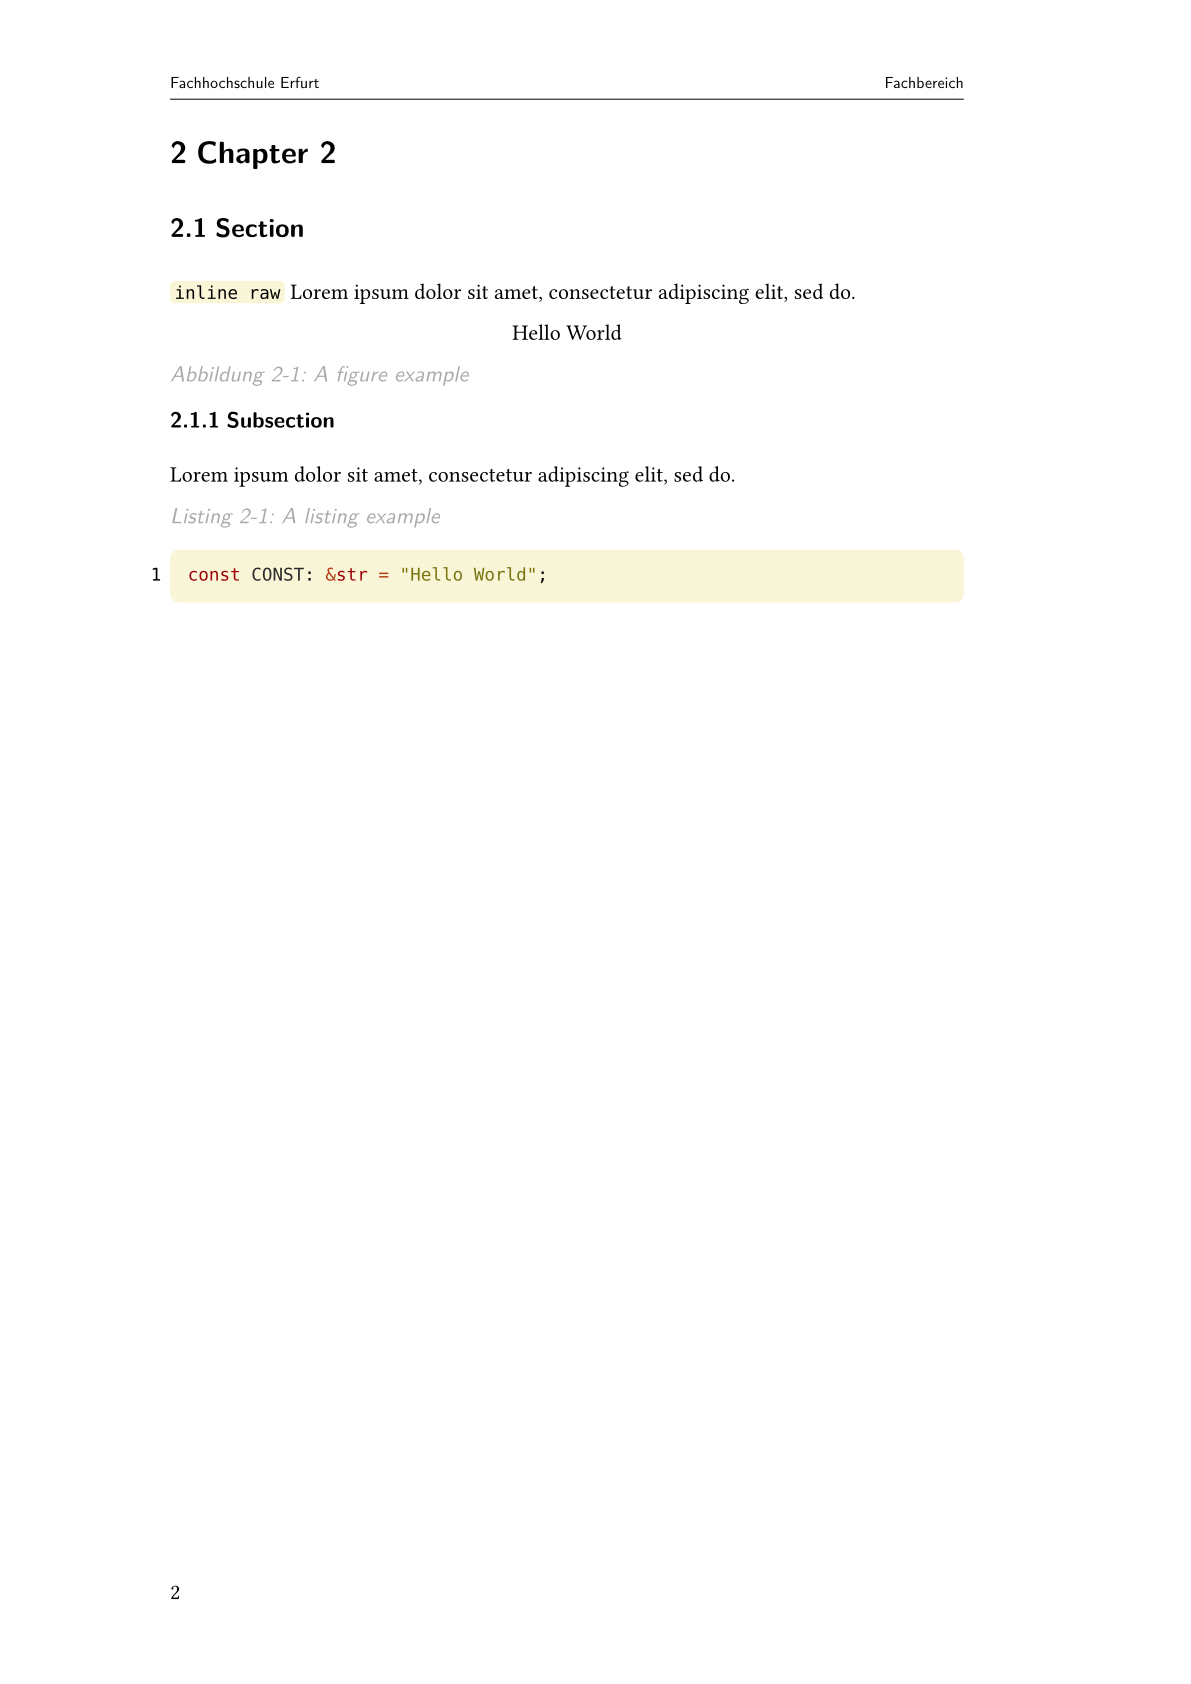 Fachhochschule Erfurt Fachbereich
2 Chapter 2
2.1 Section
inline raw Lorem ipsum dolor sit amet, consectetur adipiscing elit, sed do.
Hello World
Abbildung 2-1: A figure example
2.1.1 Subsection
Lorem ipsum dolor sit amet, consectetur adipiscing elit, sed do.
Listing 2-1: A listing example
1 const CONST: &str = "Hello World";
2